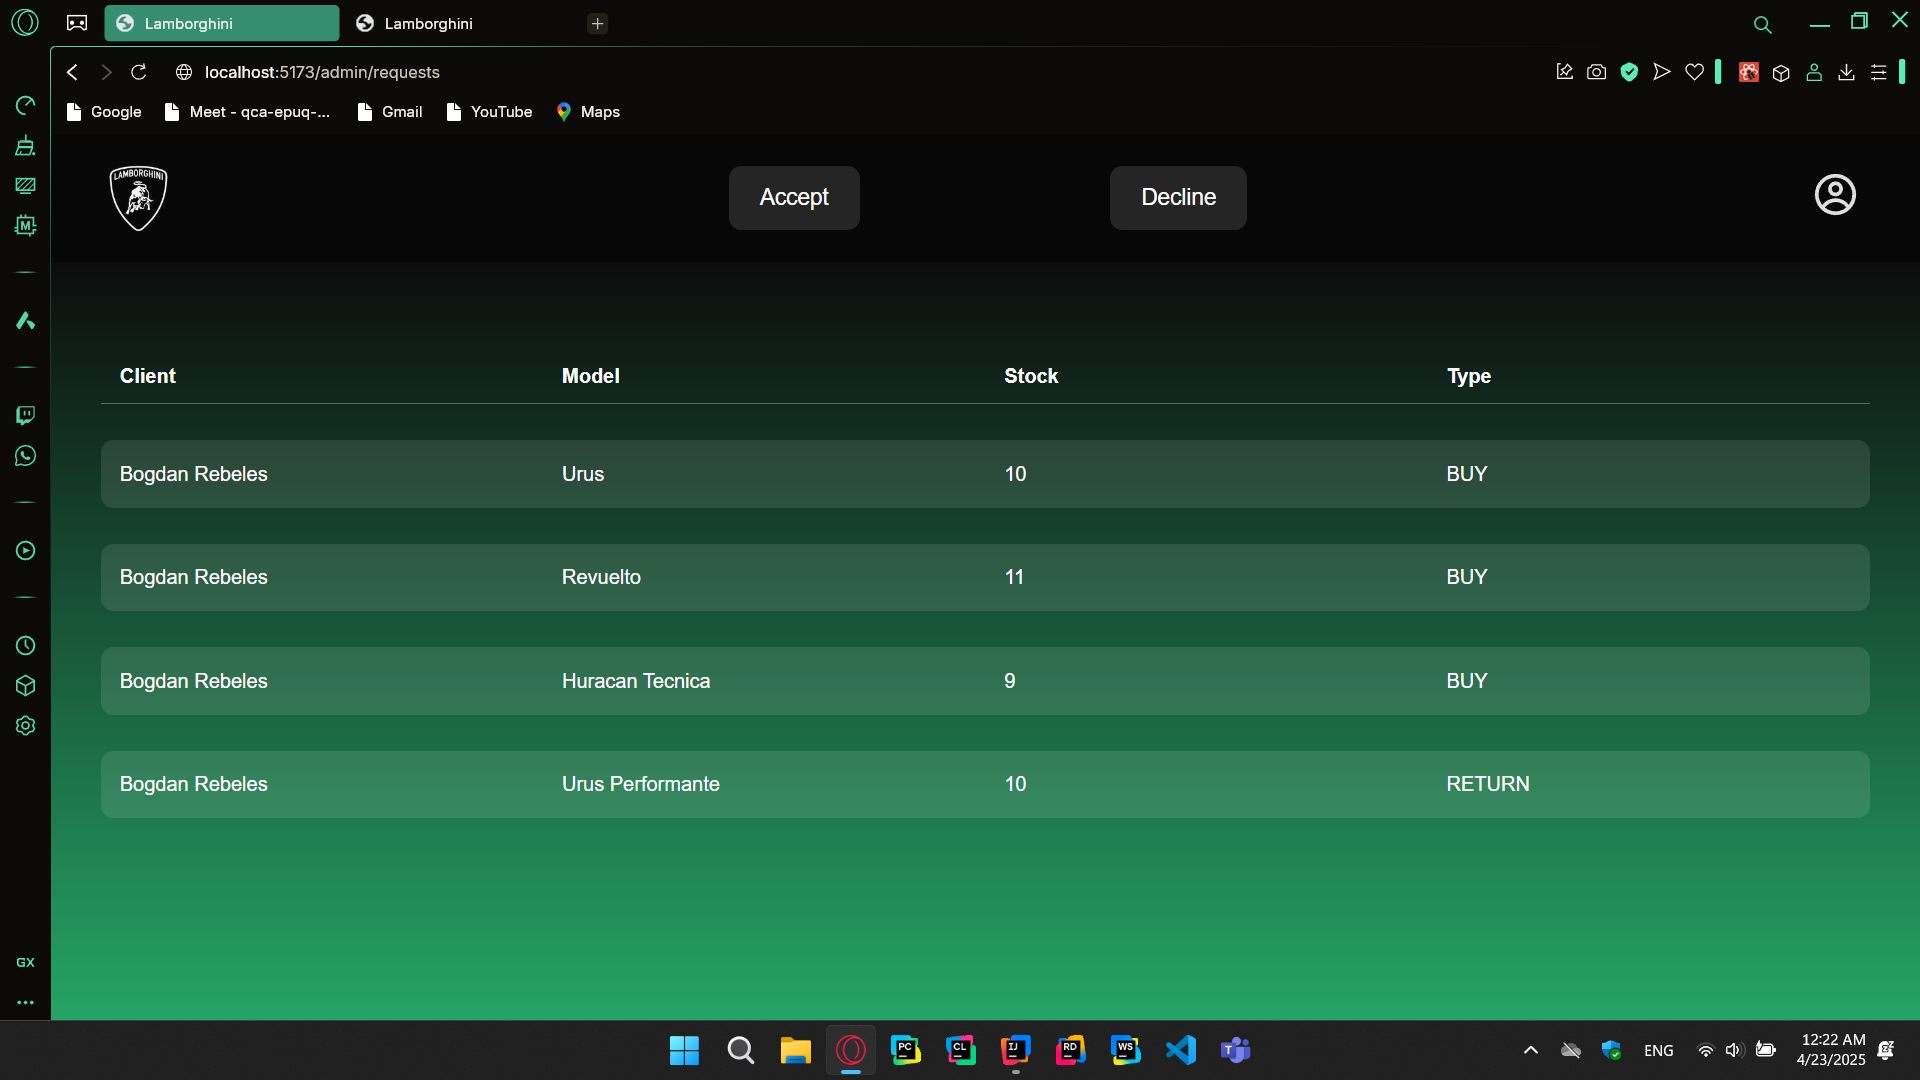 Lamborghini
Lamborghini
localhost:5173/admin/requests
Google
Meet - qca-epuq-...
Gmail
YouTube
Maps
LAMBORGHINI
Accept
Decline
Client Model Stock Type
Bogdan Rebeles Urus 10 BUY
Bogdan Rebeles Revuelto 11 BUY
Bogdan Rebeles Huracan Tecnica 9 BUY
Bogdan Rebeles Urus Performante 10 RETURN
M
GX
PC
CL
IJ
RD
WS
T
ENG
12:22 AM
4/23/2025